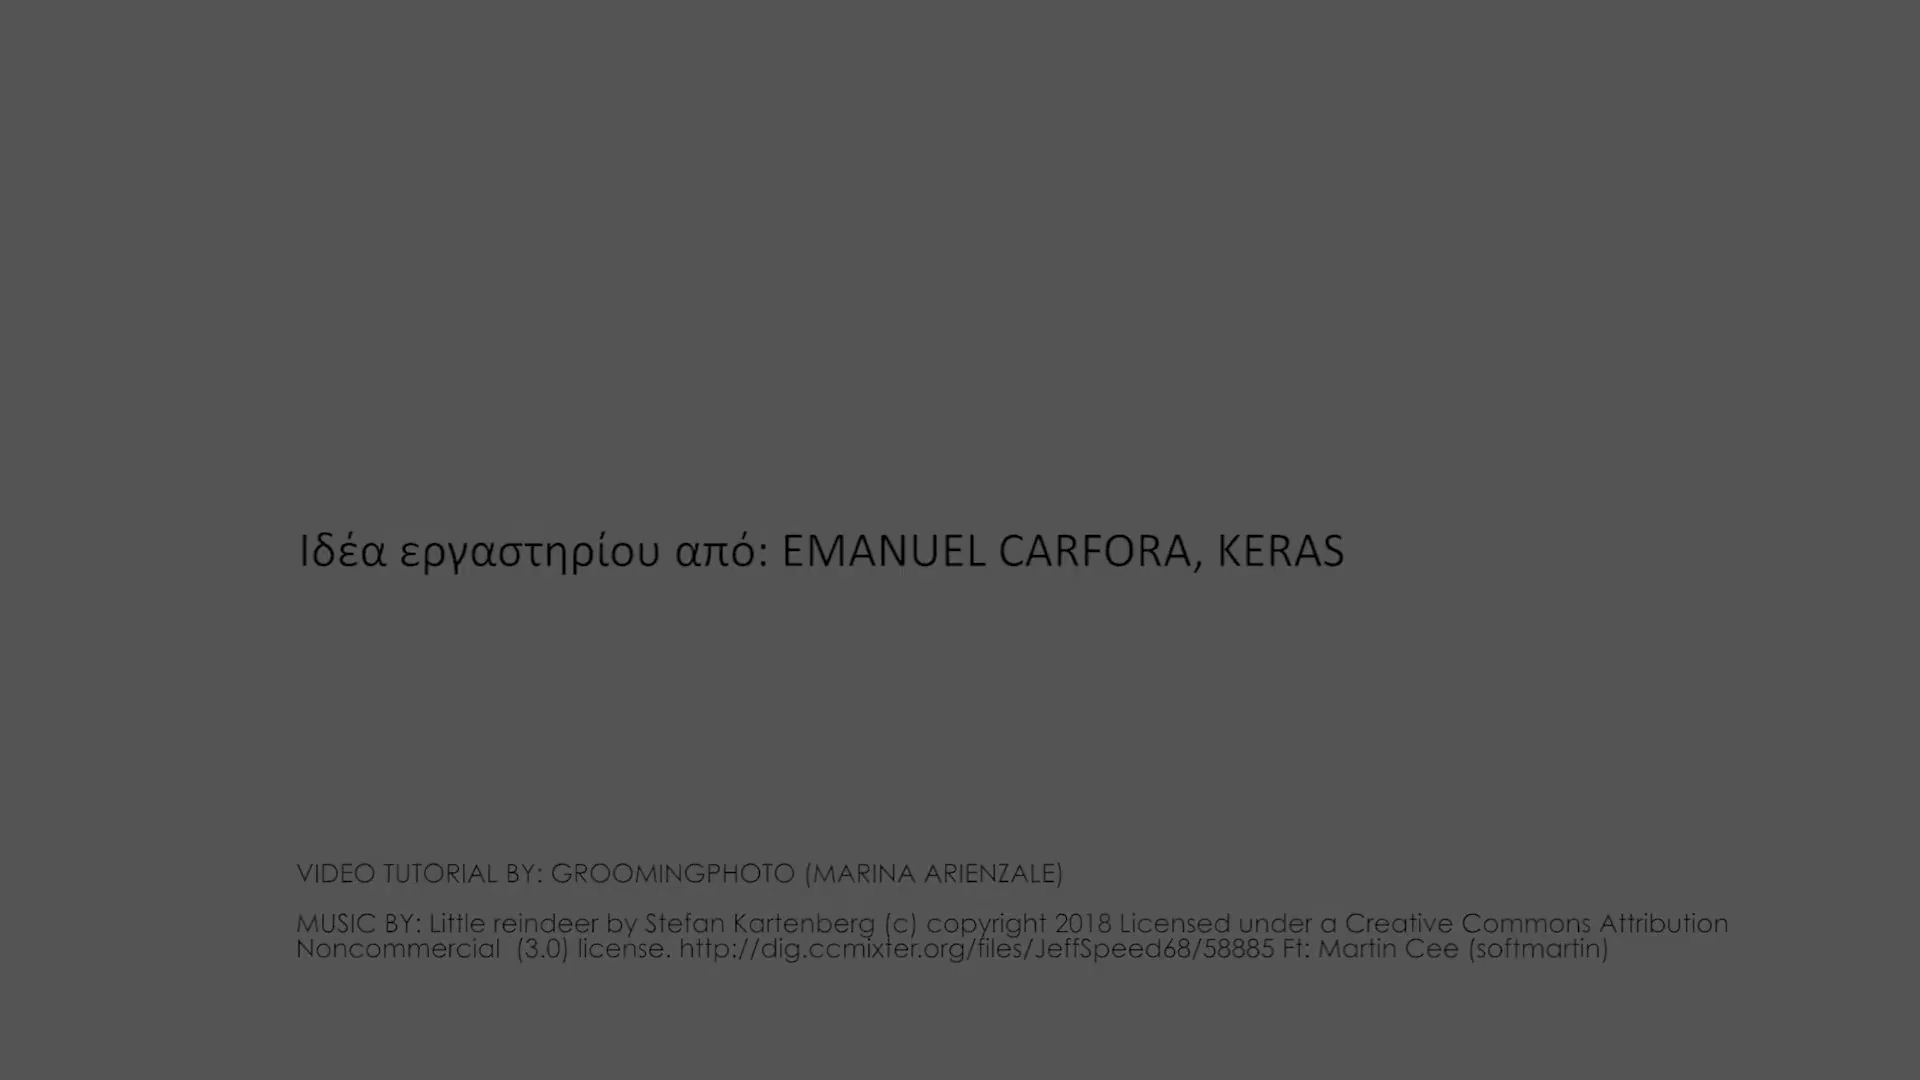 Ιδέα εργαστηρίου από: EMANUEL CARFORA, KERAS
VIDEO TUTORIAL BY: GROOMINGPHOTO (MARINA ARIENZALE)
MUSIC BY: Little reindeer by Stefan Kartenberg (c) copyright 2018 Licensed under a Creative Commons Attribution
Noncommercial  (3.0) license. http://dig.ccmixter.org/files/JeffSpeed68/58885 Ft: Martin Cee (softmartin)